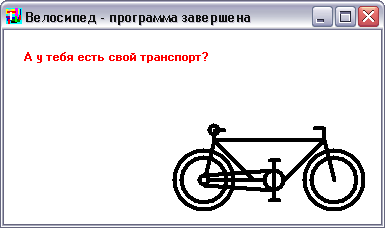 Велосипед - программа завершена
А у тебя есть свой транспорт?